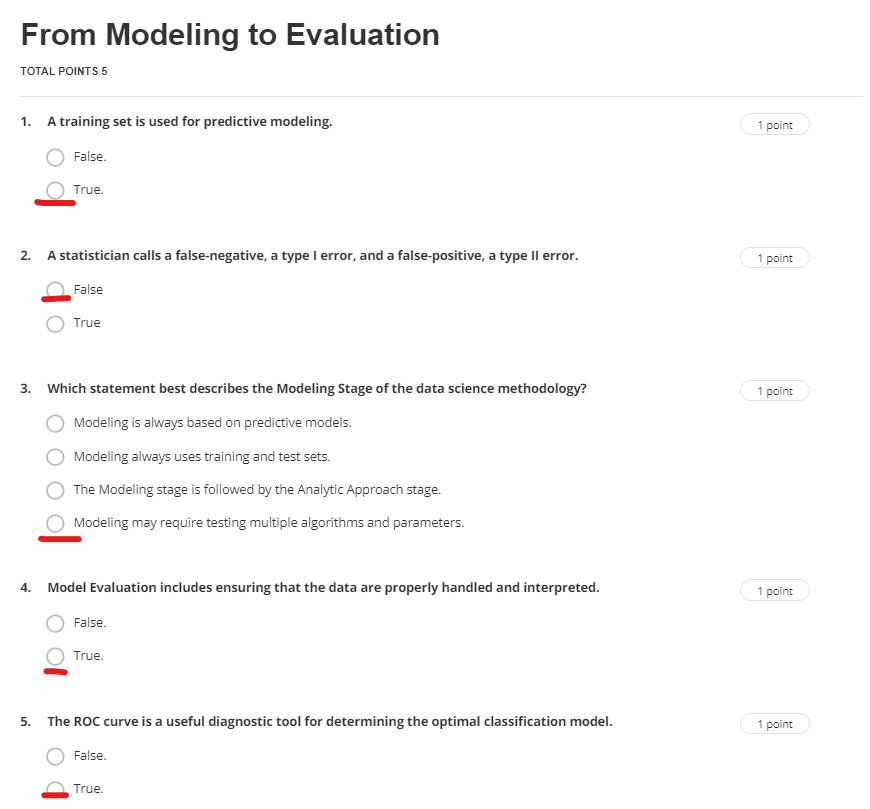 From Modeling to Evaluation
TOTAL POINTS 5
1. A training set is used for predictive modeling.
1 point
False.
True.
2. A statistician calls a false-negative, a type I error, and a false-positive, a type II error.
1 point
False
True
3. Which statement best describes the Modeling Stage of the data science methodology?
1 point
Modeling is always based on predictive models.
Modeling always uses training and test sets.
The Modeling stage is followed by the Analytic Approach stage.
Modeling may require testing multiple algorithms and parameters.
4. Model Evaluation includes ensuring that the data are properly handled and interpreted.
1 point
False.
True.
5. The ROC curve is a useful diagnostic tool for determining the optimal classification model.
1 point
False.
True.